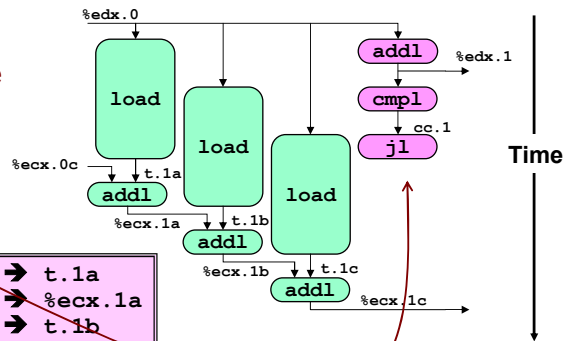 %edx.0
e
addl
%edx.1
load
cmpl
load
cc.1
jl
Time
%ecx.0c
t.1a
load
addl
%ecx.1a
t.1b
addl
%ecx.1b
t.1c
➔ t.1a
addl
➔ %ecx.1a
%ecx.1c
➔ t.1b